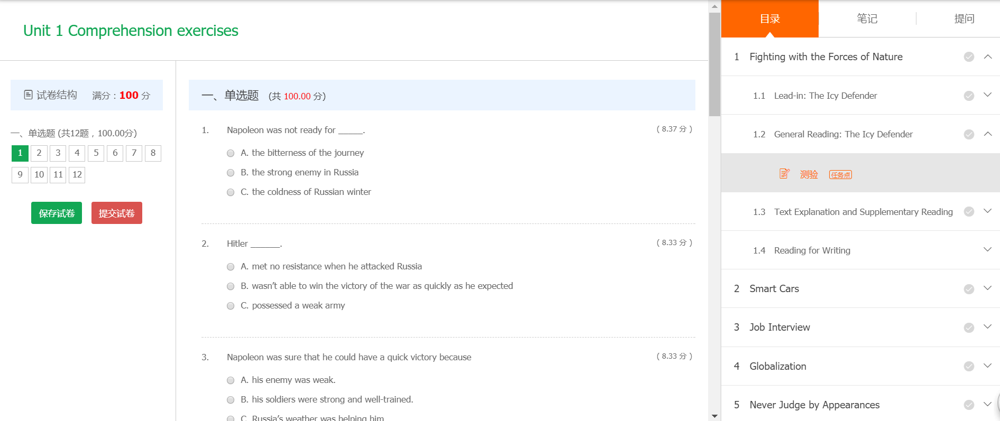 Unit 1 Comprehension exercises
试卷结构 满分：100 分
一、单选题 (共12题，100.00分)
1 2 3 4 5 6 7 8
9 10 11 12
保存试卷 提交试卷
一、单选题 (共 100.00 分)
1. Napoleon was not ready for _____. ( 8.37 分 )
A. the bitterness of the journey
B. the strong enemy in Russia
C. the coldness of Russian winter
2. Hitler ______. ( 8.33 分 )
A. met no resistance when he attacked Russia
B. wasn’t able to win the victory of the war as quickly as he expected
C. possessed a weak army
3. Napoleon was sure that he could have a quick victory because ( 8.33 分 )
A. his enemy was weak.
B. his soldiers were strong and well-trained.
C. Russia’s weather was helping him
目录 笔记 提问
1 Fighting with the Forces of Nature
1.1 Lead-in: The Icy Defender
1.2 General Reading: The Icy Defender
测验 任务点
1.3 Text Explanation and Supplementary Reading
1.4 Reading for Writing
2 Smart Cars
3 Job Interview
4 Globalization
5 Never Judge by Appearances